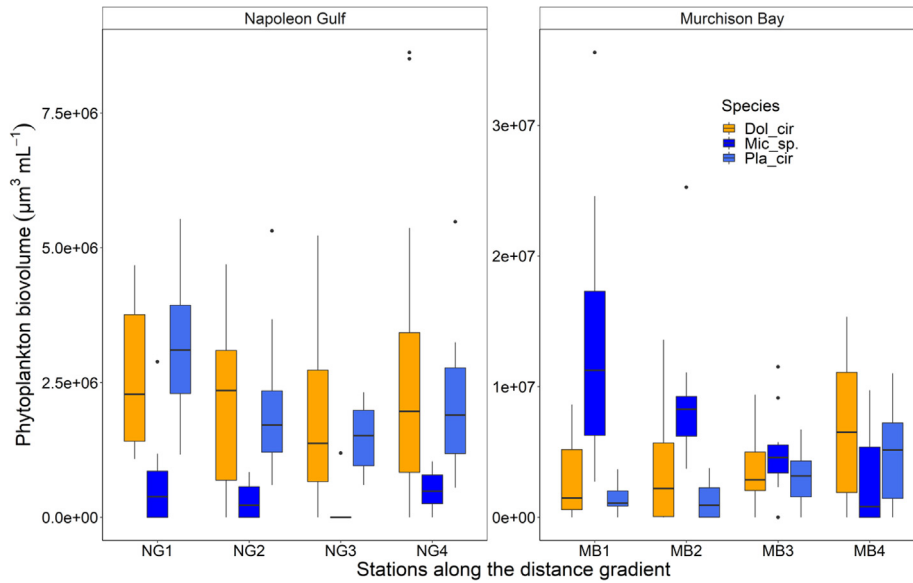 Napoleon Gulf
Murchison Bay
Phytoplankton biovolume (µm³ mL⁻¹)
7.5e+06
5.0e+06
2.5e+06
0.0e+00
3e+07
2e+07
1e+07
0e+00
Species
Dol_cir
Mic_sp.
Pla_cir
NG1 NG2 NG3 NG4
MB1 MB2 MB3 MB4
Stations along the distance gradient